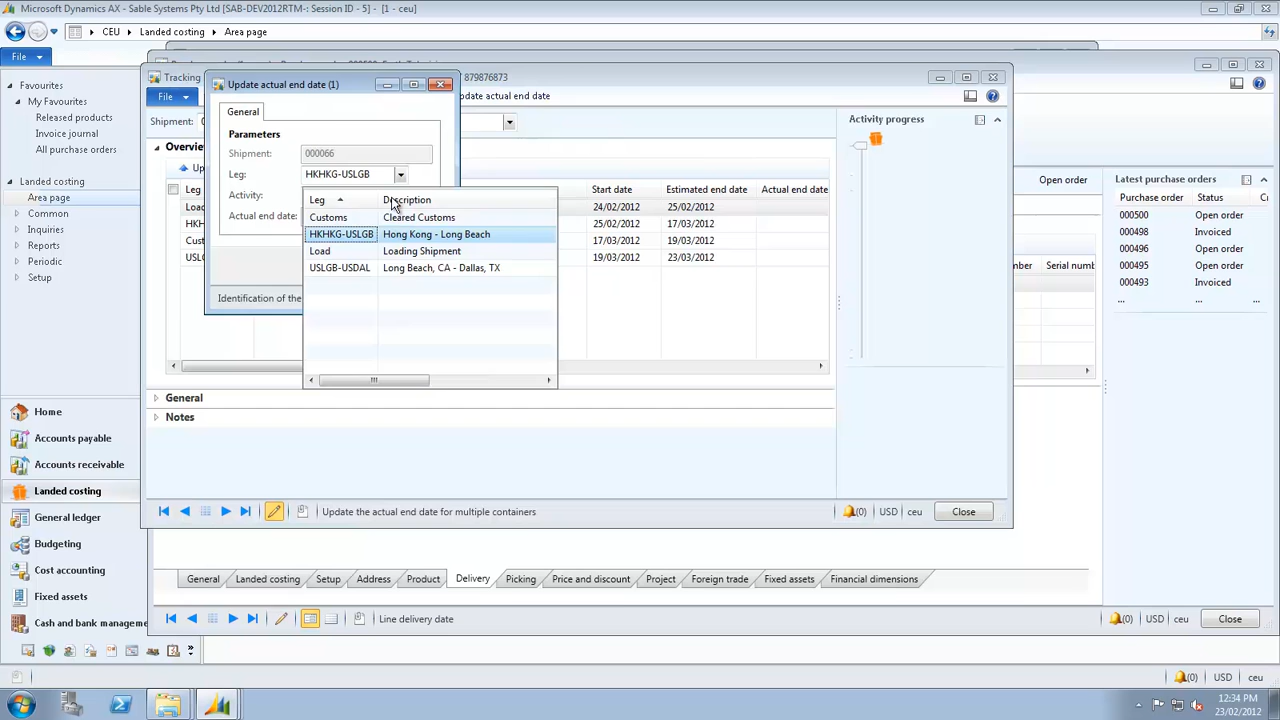 Microsoft Dynamics AX - Sable Systems Pty Ltd [SAB-DEV2012RTM-: Session ID - 5] - [1 - ceu]
CEU Landed costing Area page
File
Favourites
My Favourites
Released products
Invoice journal
All purchase orders
Landed costing
Area page
Common
Inquiries
Reports
Periodic
Setup
Home
Accounts payable
Accounts receivable
Landed costing
General ledger
Budgeting
Cost accounting
Fixed assets
Cash and bank manageme
Tracking
879876873
File
pdate actual end date
Shipment:
Overv
Up
Leg
Load
HKH
Cust
USLG
Start date Estimated end date Actual end date
24/02/2012 25/02/2012
25/02/2012 17/03/2012
17/03/2012 19/03/2012
19/03/2012 23/03/2012
General
Notes
Update the actual end date for multiple containers
(0) USD ceu Close
Activity progress
Update actual end date (1)
General
Parameters
Shipment: 000066
Leg: HKHKG-USLGB
Activity:
Actual end date:
Identification of the
Leg Description
Customs Cleared Customs
HKHKG-USLGB Hong Kong - Long Beach
Load Loading Shipment
USLGB-USDAL Long Beach, CA - Dallas, TX
Open order
mber Serial numb
Latest purchase orders
Purchase order Status
000500 Open order
000498 Invoiced
000496 Open order
000495 Open order
000493 Invoiced
... ...
General Landed costing Setup Address Product Delivery Picking Price and discount Project Foreign trade Fixed assets Financial dimensions
Line delivery date
(0) USD ceu Close
(0) USD ceu
12:34 PM
23/02/2012